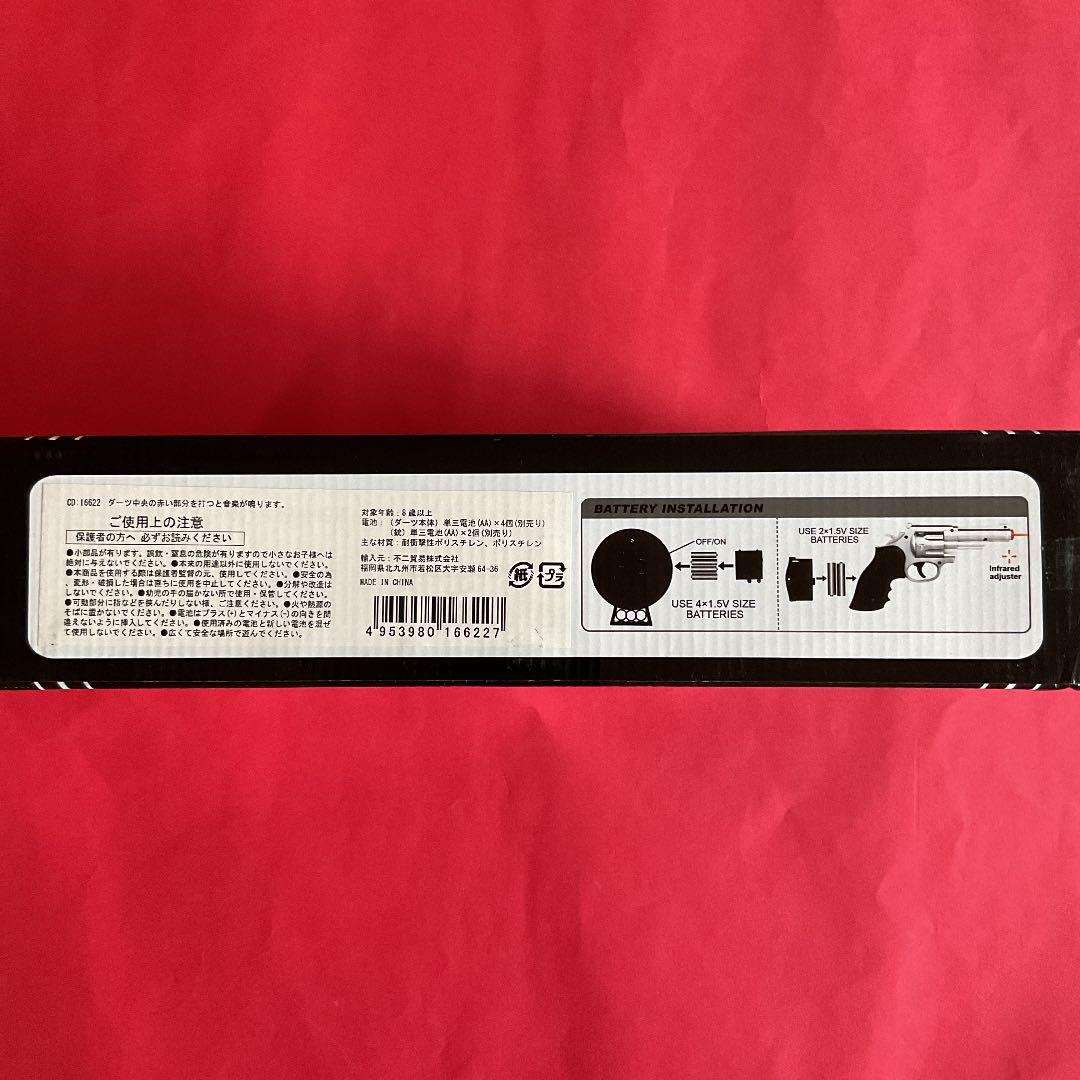 CD:16622 ダーツ中央の赤い部分を打つと音楽が鳴ります。
ご使用上の注意
保護者の方へ 必ずお読みください
●小部品が有ります。誤飲・窒息の危険が有りますので小さなお子様へは
絶対に与えないでください。●本来の用途以外に使用しないでください。
●本商品を使用する際は保護者監督の元、使用してください。●安全の為
、変形・破損した場合は直ちに使用を中止してください。●分解や改造は
しないでください。●幼児の手の届かない所で使用・保管してください。
●可動部分に指などを挟んだりしない様、ご注意ください。●火や熱源の
そばに置かないでください。●電池はプラス(+)とマイナス(-)の向きを間
違えないように挿入してください。●使用済みの電池と新しい電池を混ぜ
て使用しないでください。●広くて安全な場所で遊んでください。
対象年齢:8歳以上
電池:(ダーツ本体)単三電池(AA)×4個(別売り)
(銃)単三電池(AA)×2個(別売り)
主な材質:耐衝撃性ポリスチレン、ポリスチレン
輸入元:不二貿易株式会社
福岡県北九州市若松区大字安瀬64-36
MADE IN CHINA
紙 プラ
4 953980 166227
BATTERY INSTALLATION
OFF/ON
USE 4×1.5V SIZE
BATTERIES
USE 2×1.5V SIZE
BATTERIES
Infrared
adjuster